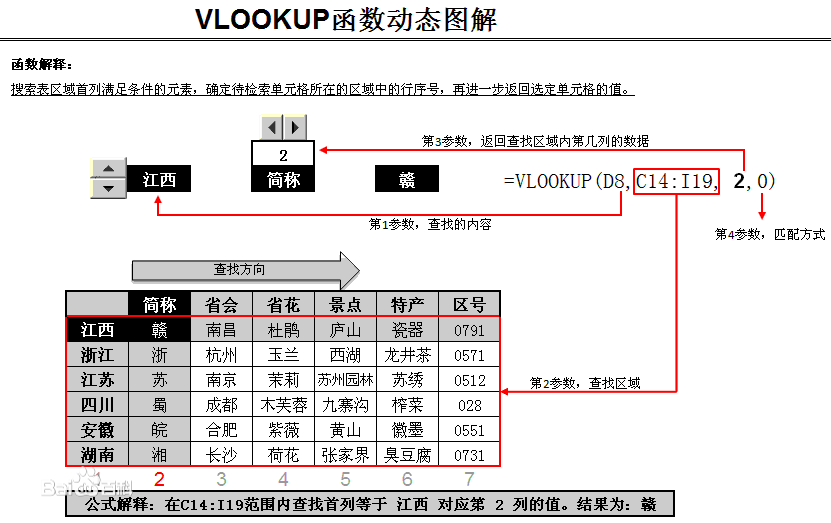 VLOOKUP函数动态图解
函数解释:
搜索表区域首列满足条件的元素，确定待检索单元格所在的区域中的行序号，再进一步返回选定单元格的值。
第3参数，返回查找区域内第几列的数据
2
江西 简称 赣 =VLOOKUP(D8,C14:I19, 2,0)
第1参数，查找的内容
第4参数，匹配方式
查找方向
简称 省会 省花 景点 特产 区号
江西 赣 南昌 杜鹃 庐山 瓷器 0791
浙江 浙 杭州 玉兰 西湖 龙井茶 0571
江苏 苏 南京 茉莉 苏州园林 苏绣 0512
第2参数，查找区域
四川 蜀 成都 木芙蓉 九寨沟 榨菜 028
安徽 皖 合肥 紫薇 黄山 徽墨 0551
湖南 湘 长沙 荷花 张家界 臭豆腐 0731
2 3 4 5 6 7
Bai百科
公式解释: 在C14:I19范围内查找首列等于 江西 对应第 2 列的值。结果为: 赣